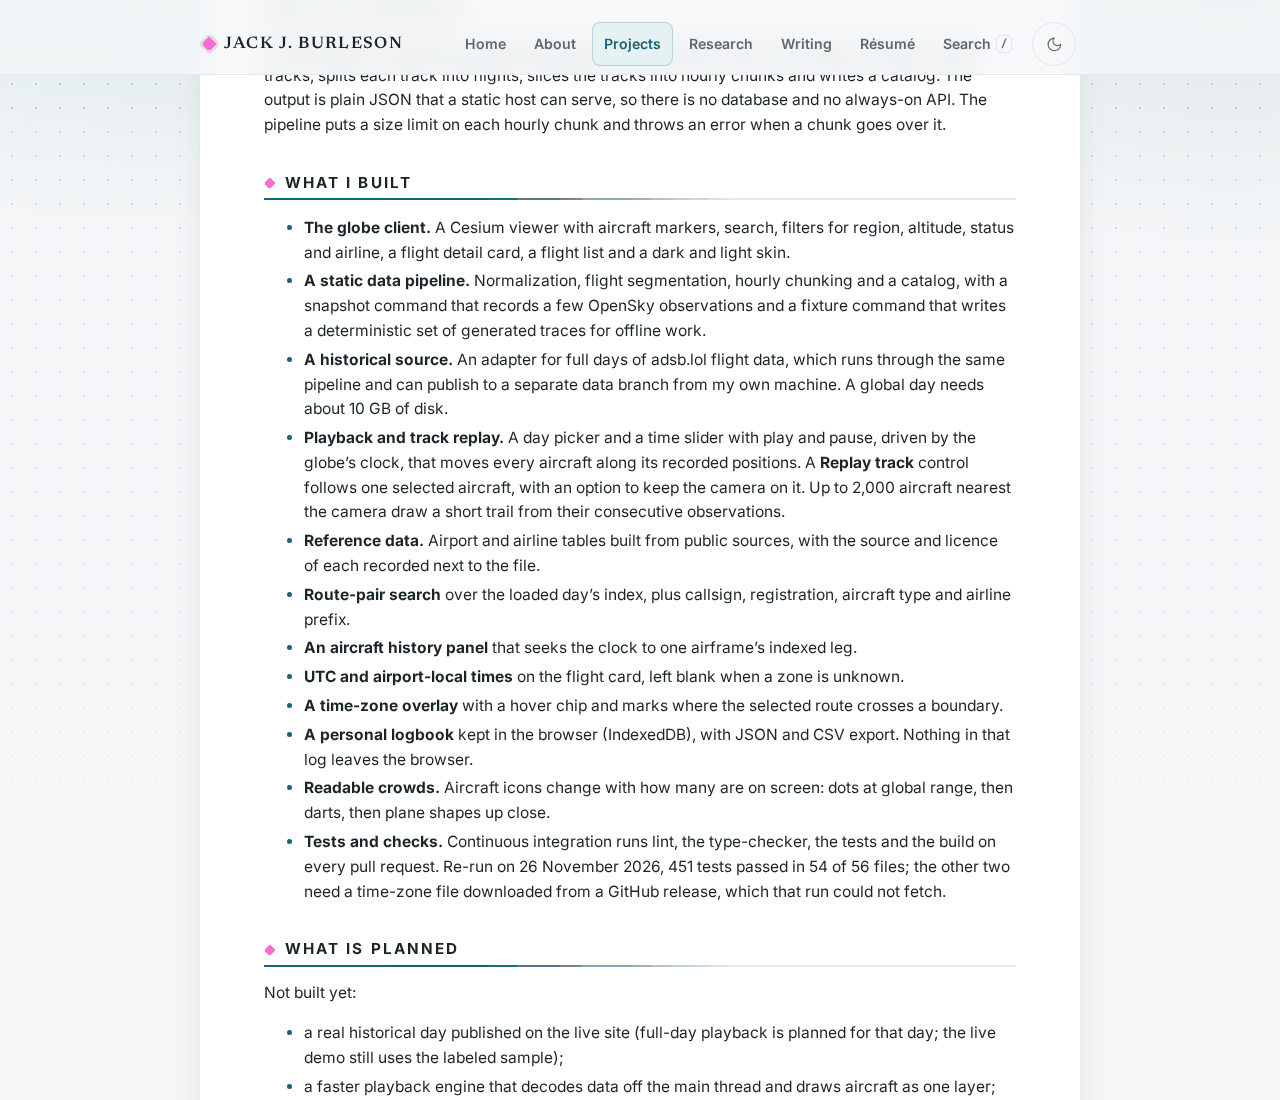 JACK J. BURLESON
Home
About
Projects
Research
Writing
Résumé
Search /
tracks, splits each track into flights, slices the tracks into hourly chunks and writes a catalog. The
output is plain JSON that a static host can serve, so there is no database and no always-on API. The
pipeline puts a size limit on each hourly chunk and throws an error when a chunk goes over it.
WHAT I BUILT
The globe client. A Cesium viewer with aircraft markers, search, filters for region, altitude, status
and airline, a flight detail card, a flight list and a dark and light skin.
A static data pipeline. Normalization, flight segmentation, hourly chunking and a catalog, with a
snapshot command that records a few OpenSky observations and a fixture command that writes
a deterministic set of generated traces for offline work.
A historical source. An adapter for full days of adsb.lol flight data, which runs through the same
pipeline and can publish to a separate data branch from my own machine. A global day needs
about 10 GB of disk.
Playback and track replay. A day picker and a time slider with play and pause, driven by the
globe’s clock, that moves every aircraft along its recorded positions. A Replay track control
follows one selected aircraft, with an option to keep the camera on it. Up to 2,000 aircraft nearest
the camera draw a short trail from their consecutive observations.
Reference data. Airport and airline tables built from public sources, with the source and licence
of each recorded next to the file.
Route-pair search over the loaded day’s index, plus callsign, registration, aircraft type and airline
prefix.
An aircraft history panel that seeks the clock to one airframe’s indexed leg.
UTC and airport-local times on the flight card, left blank when a zone is unknown.
A time-zone overlay with a hover chip and marks where the selected route crosses a boundary.
A personal logbook kept in the browser (IndexedDB), with JSON and CSV export. Nothing in that
log leaves the browser.
Readable crowds. Aircraft icons change with how many are on screen: dots at global range, then
darts, then plane shapes up close.
Tests and checks. Continuous integration runs lint, the type-checker, the tests and the build on
every pull request. Re-run on 26 November 2026, 451 tests passed in 54 of 56 files; the other two
need a time-zone file downloaded from a GitHub release, which that run could not fetch.
WHAT IS PLANNED
Not built yet:
a real historical day published on the live site (full-day playback is planned for that day; the live
demo still uses the labeled sample);
a faster playback engine that decodes data off the main thread and draws aircraft as one layer;